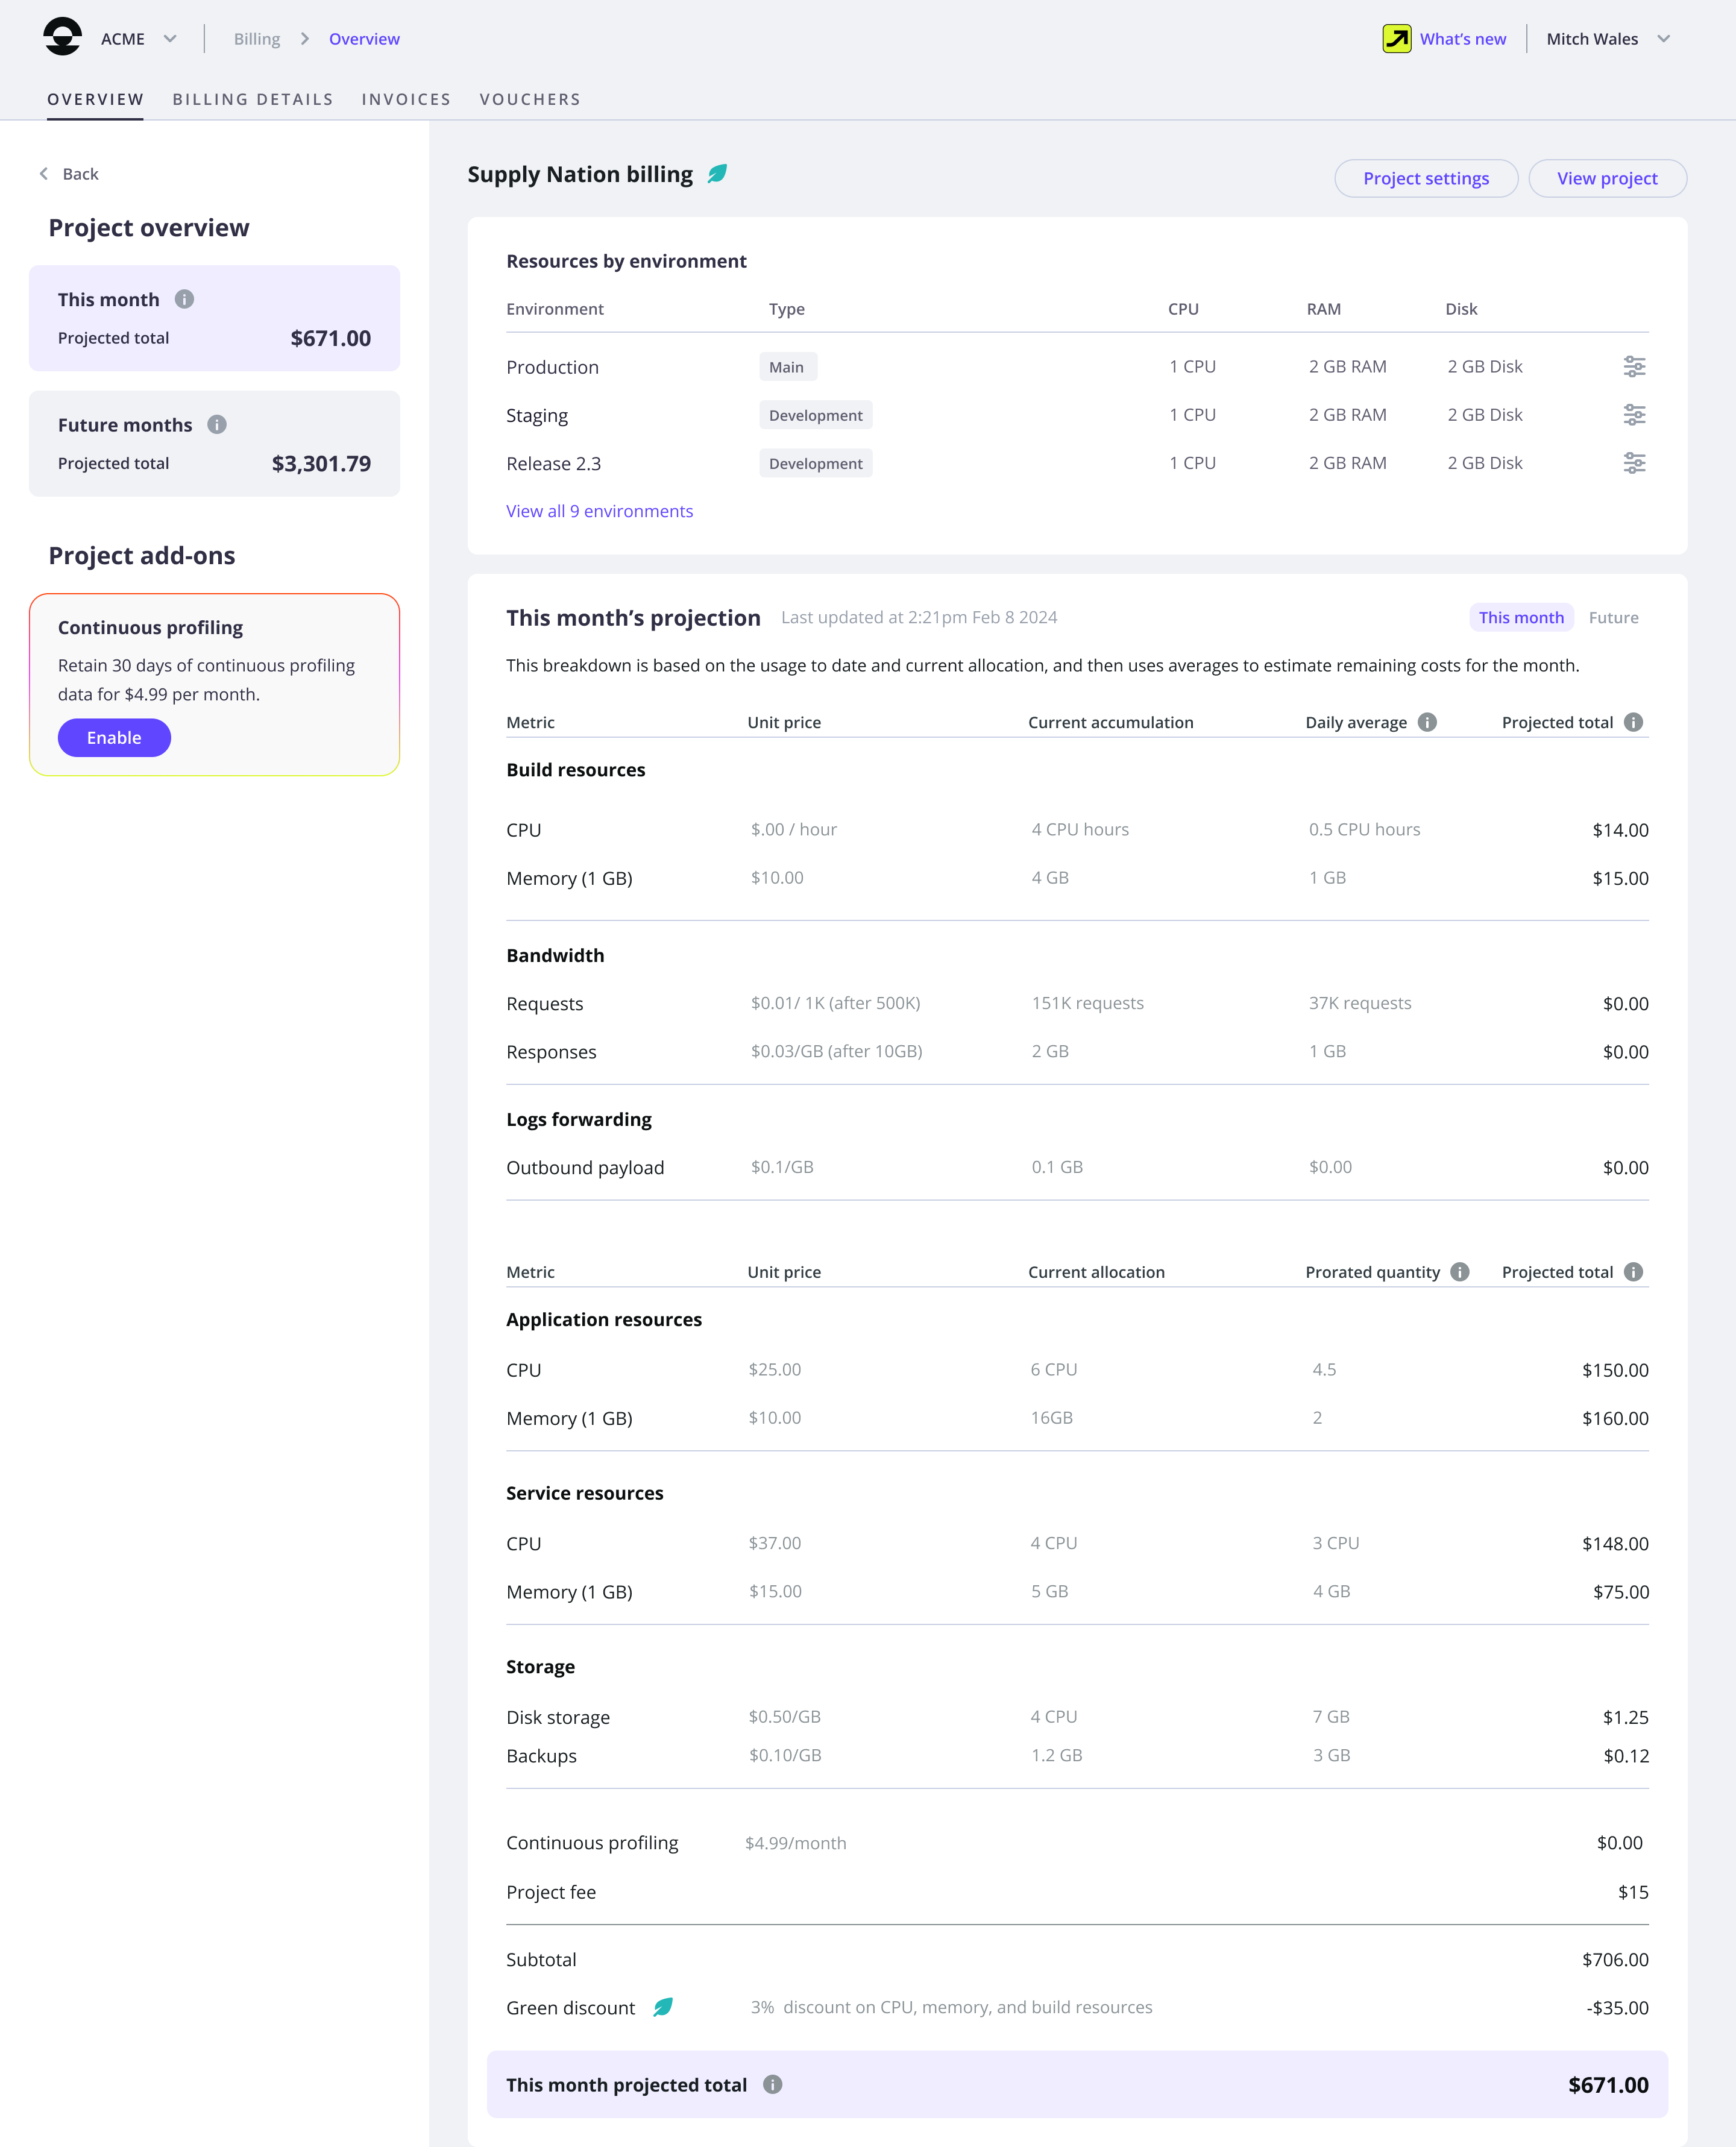 ACME Billing Overview What's new Mitch Wales
OVERVIEW BILLING DETAILS INVOICES VOUCHERS
Back
Project overview
This month
Projected total $671.00
Future months
Projected total $3,301.79
Project add-ons
Continuous profiling
Retain 30 days of continuous profiling
data for $4.99 per month.
Enable
Supply Nation billing Project settings View project
Resources by environment
Environment Type CPU RAM Disk
Production Main 1 CPU 2 GB RAM 2 GB Disk
Staging Development 1 CPU 2 GB RAM 2 GB Disk
Release 2.3 Development 1 CPU 2 GB RAM 2 GB Disk
View all 9 environments
This month’s projection Last updated at 2:21pm Feb 8 2024 This month Future
This breakdown is based on the usage to date and current allocation, and then uses averages to estimate remaining costs for the month.
Metric Unit price Current accumulation Daily average Projected total
Build resources
CPU $.00 / hour 4 CPU hours 0.5 CPU hours $14.00
Memory (1 GB) $10.00 4 GB 1 GB $15.00
Bandwidth
Requests $0.01/ 1K (after 500K) 151K requests 37K requests $0.00
Responses $0.03/GB (after 10GB) 2 GB 1 GB $0.00
Logs forwarding
Outbound payload $0.1/GB 0.1 GB $0.00 $0.00
Metric Unit price Current allocation Prorated quantity Projected total
Application resources
CPU $25.00 6 CPU 4.5 $150.00
Memory (1 GB) $10.00 16GB 2 $160.00
Service resources
CPU $37.00 4 CPU 3 CPU $148.00
Memory (1 GB) $15.00 5 GB 4 GB $75.00
Storage
Disk storage $0.50/GB 4 CPU 7 GB $1.25
Backups $0.10/GB 1.2 GB 3 GB $0.12
Continuous profiling $4.99/month $0.00
Project fee $15
Subtotal $706.00
Green discount 3% discount on CPU, memory, and build resources -$35.00
This month projected total $671.00